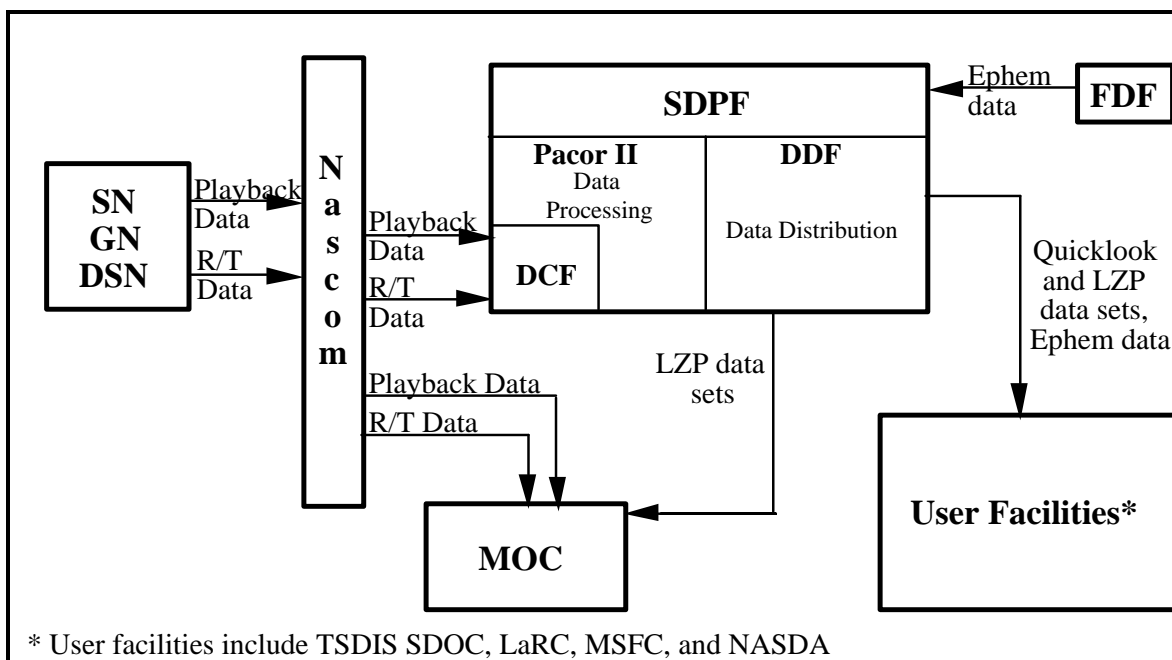 SN
GN
DSN
Playback
Data
R/T
Data
N
a
s
c
o
m
Playback
Data
R/T
Data
Playback Data
R/T Data
SDPF
Pacor II
Data
Processing
DCF
DDF
Data Distribution
Ephem
data
FDF
LZP data
sets
Quicklook
and LZP
data sets,
Ephem data
MOC
User Facilities*
* User facilities include TSDIS SDOC, LaRC, MSFC, and NASDA